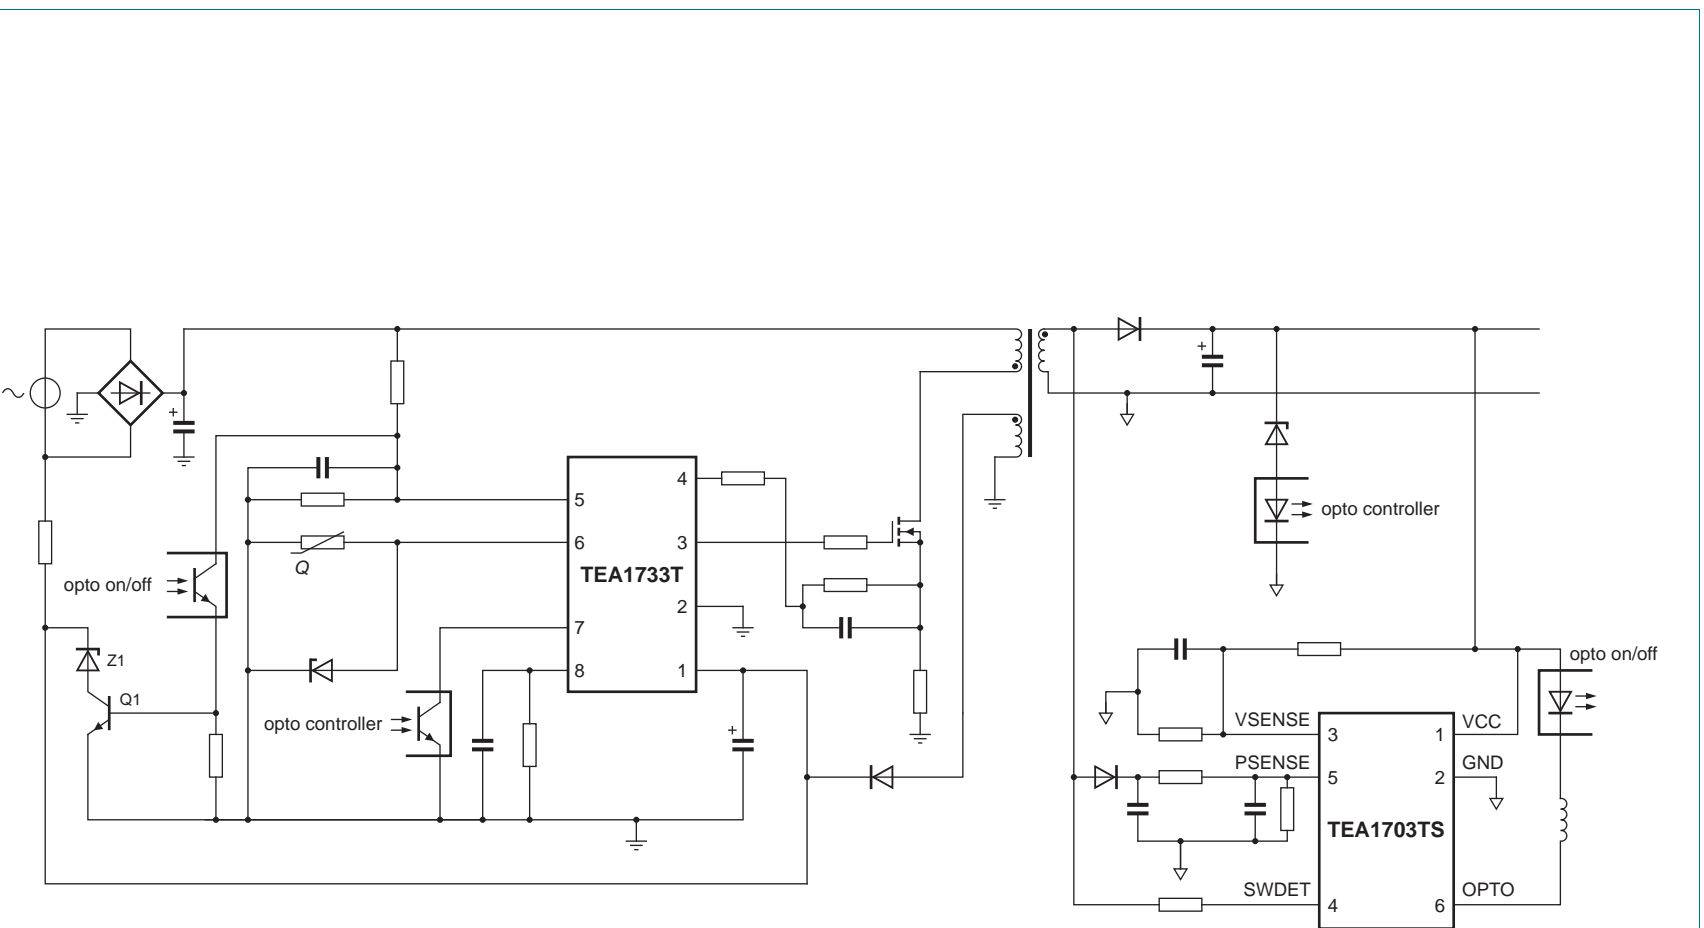 +
+
4
5
opto controller
3
6
Q
TEA1733T
opto on/off
2
7
opto on/off
Z1
8
1
Q1
VSENSE
VCC
opto controller
+
3
1
PSENSE
GND
5
2
TEA1703TS
SWDET
OPTO
4
6